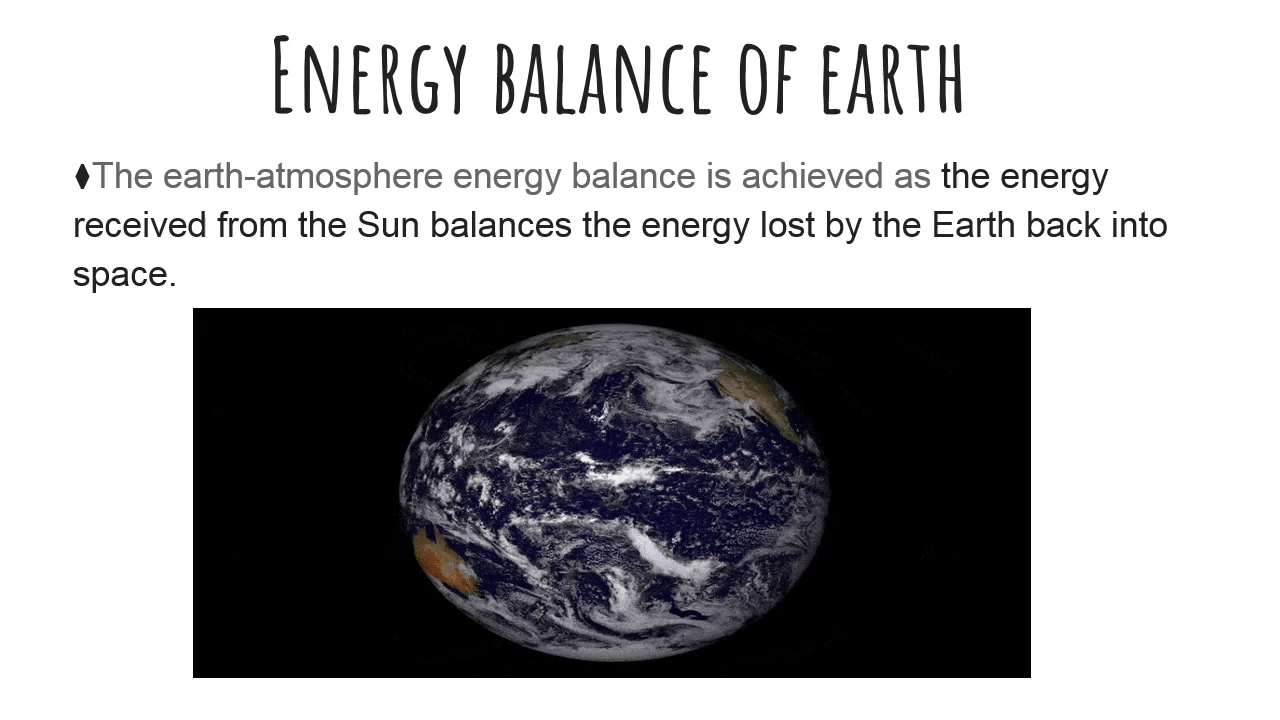 Energy balance of earth
♦The earth-atmosphere energy balance is achieved as the energy
received from the Sun balances the energy lost by the Earth back into
space.